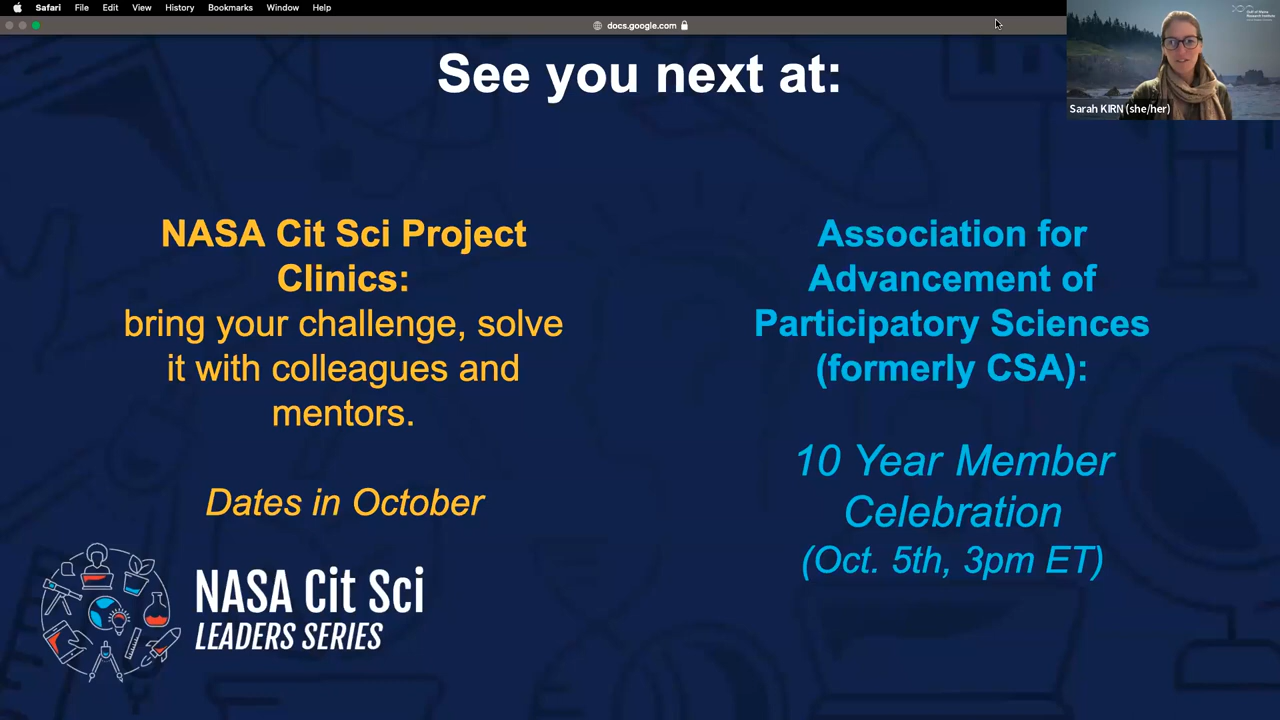 Safari File Edit View History Bookmarks Window Help
docs.google.com
See you next at:
Sarah KIRN (she/her)
NASA Cit Sci Project
Clinics:
bring your challenge, solve
it with colleagues and
mentors.
Dates in October
Association for
Advancement of
Participatory Sciences
(formerly CSA):
10 Year Member
Celebration
(Oct. 5th, 3pm ET)
NASA Cit Sci
LEADERS SERIES